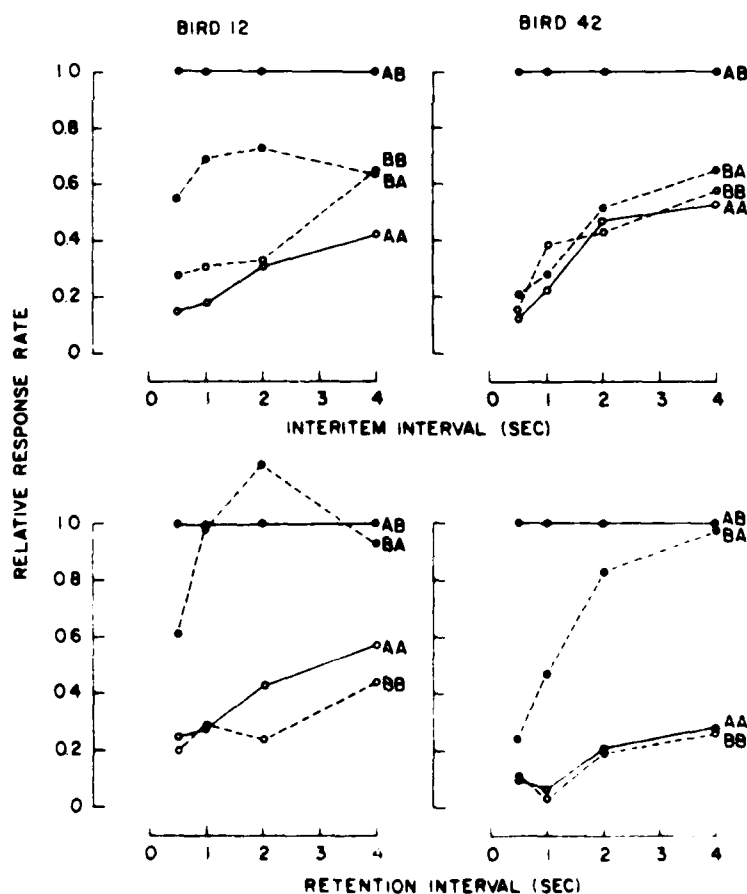 BIRD 12
BIRD 42
RELATIVE RESPONSE RATE
1.0
0.8
0.6
0.4
0.2
0
AB
BB
BA
AA
AB
BA
BB
AA
0 1 2 3 4
0 1 2 3 4
INTERITEM INTERVAL (SEC)
1.0
0.8
0.6
0.4
0.2
0
AB
BA
AA
BB
AB
BA
AA
BB
0 1 2 3 4
0 1 2 3 4
RETENTION INTERVAL (SEC)